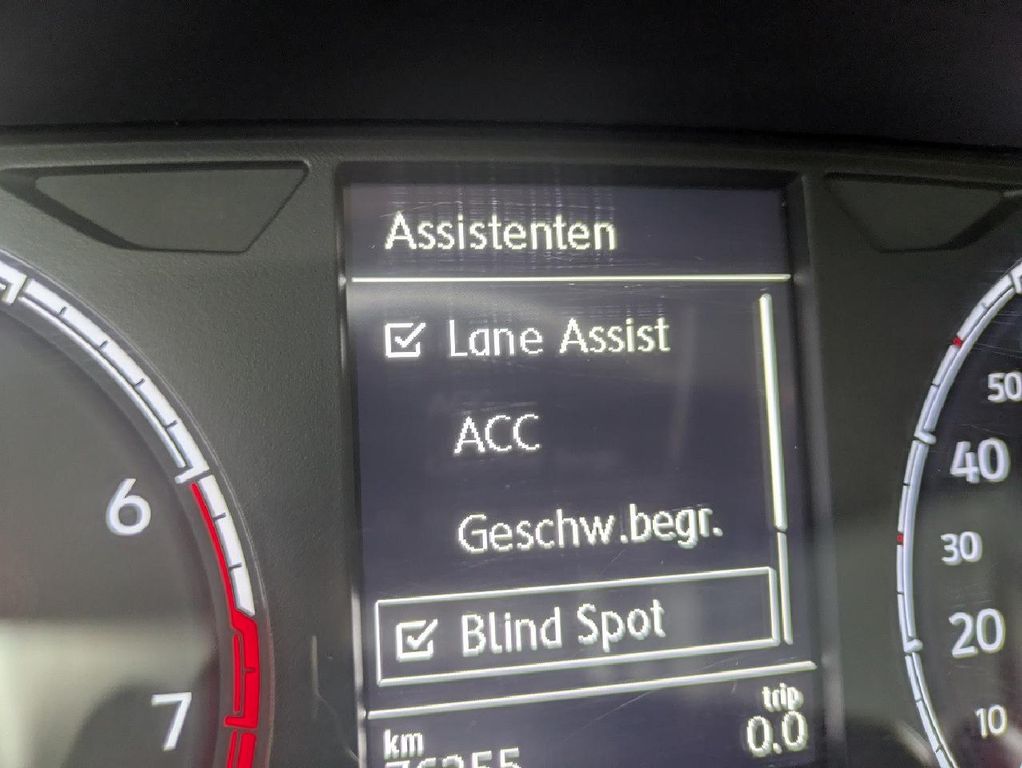 Assistenten
Lane Assist
ACC
Geschw.begr.
Blind Spot
km
trip
0.0
6
7
50
40
30
20
10